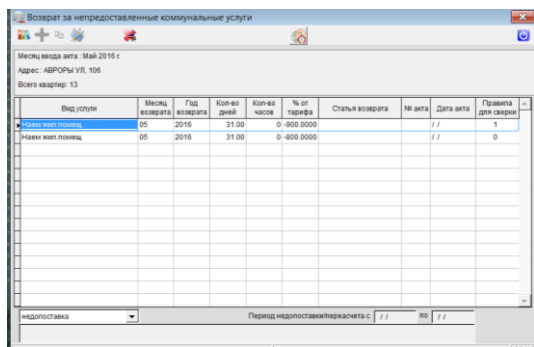 Возврат за непредоставленные коммунальные услуги
Месяц ввода акта : Май 2016 г.
Адрес: АВРОРЫ УЛ, 106
Всего квартир: 13
Вид услуги Месяц возврата Год возврата Кол-во дней Кол-во часов % от тарифа Статья возврата № акта Дата акта Правила для сверки
Наем жил.помещ. 05 2016 31.00 0 -900.0000 / / 1
Наем жил.помещ. 05 2016 31.00 0 -800.0000 / / 0
недопоставка Период недопоставки/перерасчета с / / по / /